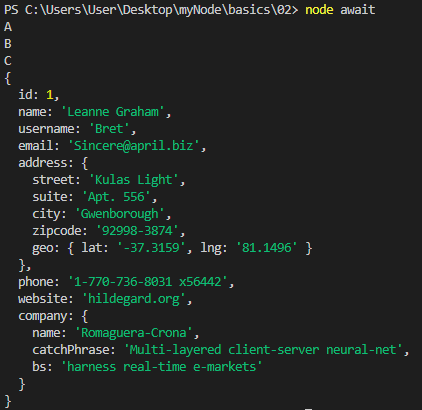 PS C:\Users\User\Desktop\myNode\basics\02> node await
A
B
C
{
  id: 1,
  name: 'Leanne Graham',
  username: 'Bret',
  email: 'Sincere@april.biz',
  address: {
    street: 'Kulas Light',
    suite: 'Apt. 556',
    city: 'Gwenborough',
    zipcode: '92998-3874',
    geo: { lat: '-37.3159', lng: '81.1496' }
  },
  phone: '1-770-736-8031 x56442',
  website: 'hildegard.org',
  company: {
    name: 'Romaguera-Crona',
    catchPhrase: 'Multi-layered client-server neural-net',
    bs: 'harness real-time e-markets'
  }
}